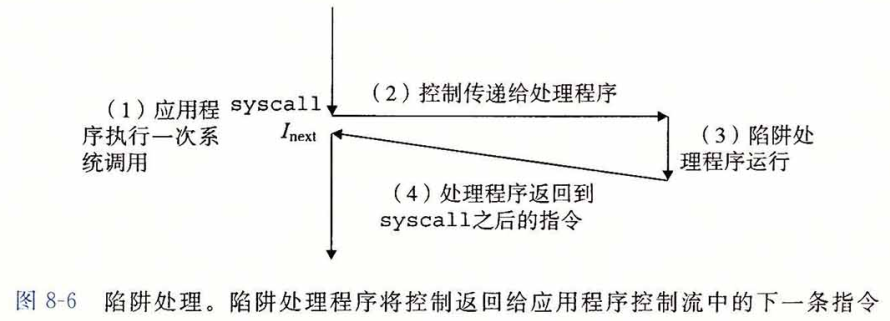 (1)应用程
序执行一次系
统调用
syscall
Inext
(2)控制传递给处理程序
(3)陷阱处
理程序运行
(4)处理程序返回到
syscall之后的指令
图 8-6 陷阱处理。陷阱处理程序将控制返回给应用程序控制流中的下一条指令